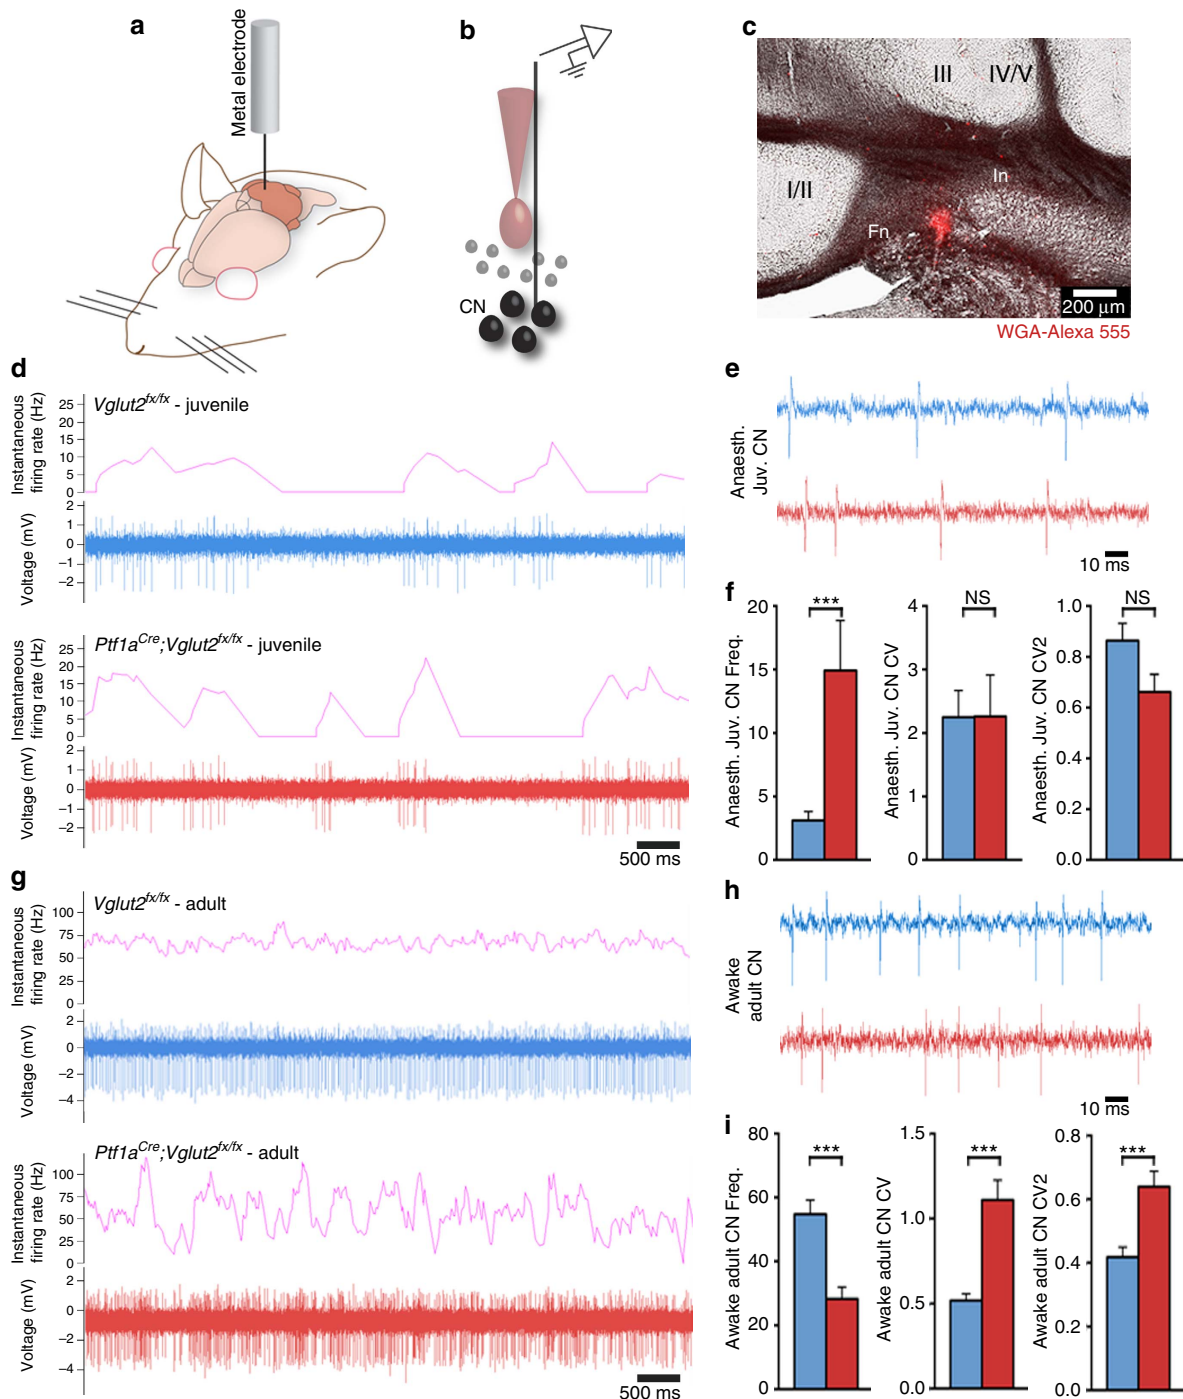 a
Metal electrode
b
CN
c
III
IV/V
I/II
In
Fn
200 μm
WGA-Alexa 555
d
Vglut2fx/fx - juvenile
Instantaneous
firing rate (Hz)
25
20
15
10
5
0
Voltage (mV)
2
1
0
−1
−2
Ptf1aCre;Vglut2fx/fx - juvenile
Instantaneous
firing rate (Hz)
25
20
15
10
5
0
Voltage (mV)
2
1
0
−1
−2
500 ms
e
Anaesth.
Juv. CN
10 ms
f
Anaesth. Juv. CN Freq.
20
15
10
5
0
***
Anaesth. Juv. CN CV
4
3
2
1
0
NS
Anaesth. Juv. CN CV2
1.0
0.8
0.6
0.4
0.2
0.0
NS
g
Vglut2fx/fx - adult
Instantaneous
firing rate (Hz)
100
75
50
25
0
Voltage (mV)
2
0
−2
−4
Ptf1aCre;Vglut2fx/fx - adult
Instantaneous
firing rate (Hz)
100
75
50
25
0
Voltage (mV)
2
0
−2
−4
500 ms
h
Awake
adult CN
10 ms
i
Awake adult CN Freq.
80
60
40
20
0
***
Awake adult CN CV
1.5
1.0
0.5
0.0
***
Awake adult CN CV2
0.8
0.6
0.4
0.2
0.0
***